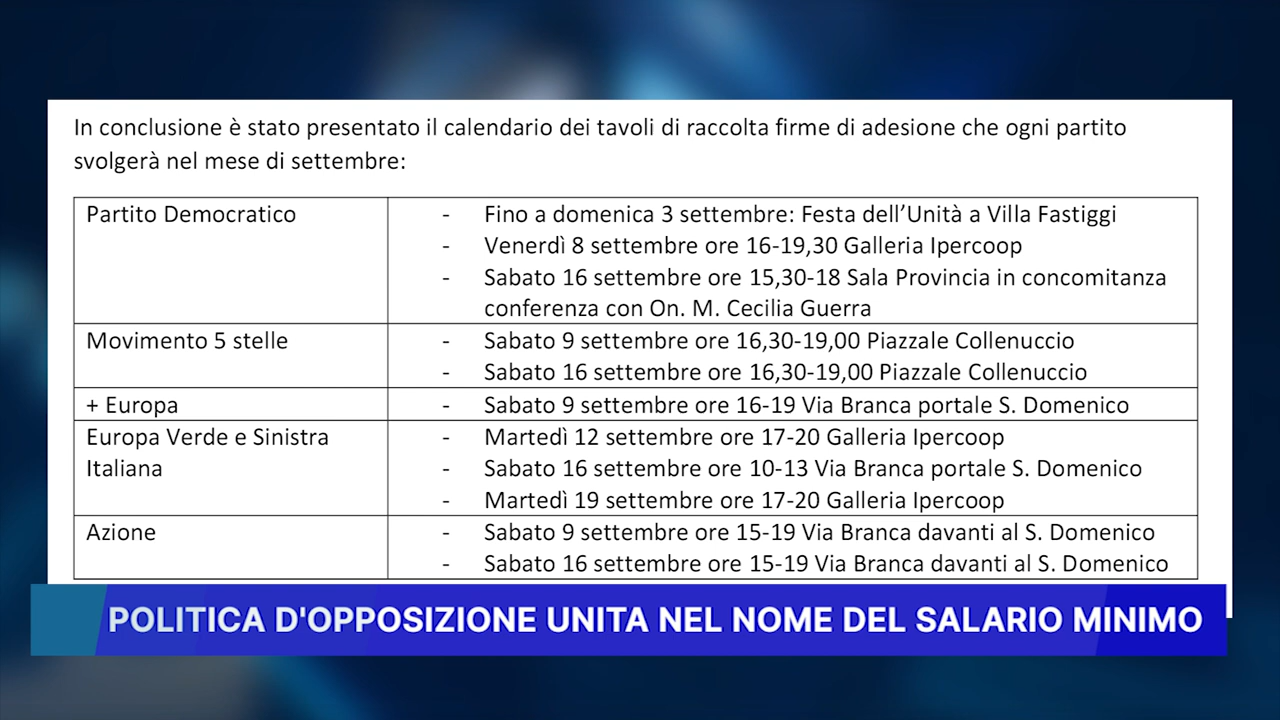 In conclusione è stato presentato il calendario dei tavoli di raccolta firme di adesione che ogni partito
svolgerà nel mese di settembre:
Partito Democratico
- Fino a domenica 3 settembre: Festa dell’Unità a Villa Fastiggi
- Venerdì 8 settembre ore 16-19,30 Galleria Ipercoop
- Sabato 16 settembre ore 15,30-18 Sala Provincia in concomitanza
conferenza con On. M. Cecilia Guerra
Movimento 5 stelle
- Sabato 9 settembre ore 16,30-19,00 Piazzale Collenuccio
- Sabato 16 settembre ore 16,30-19,00 Piazzale Collenuccio
+ Europa
- Sabato 9 settembre ore 16-19 Via Branca portale S. Domenico
Europa Verde e Sinistra
Italiana
- Martedì 12 settembre ore 17-20 Galleria Ipercoop
- Sabato 16 settembre ore 10-13 Via Branca portale S. Domenico
- Martedì 19 settembre ore 17-20 Galleria Ipercoop
Azione
- Sabato 9 settembre ore 15-19 Via Branca davanti al S. Domenico
- Sabato 16 settembre ore 15-19 Via Branca davanti al S. Domenico
POLITICA D'OPPOSIZIONE UNITA NEL NOME DEL SALARIO MINIMO